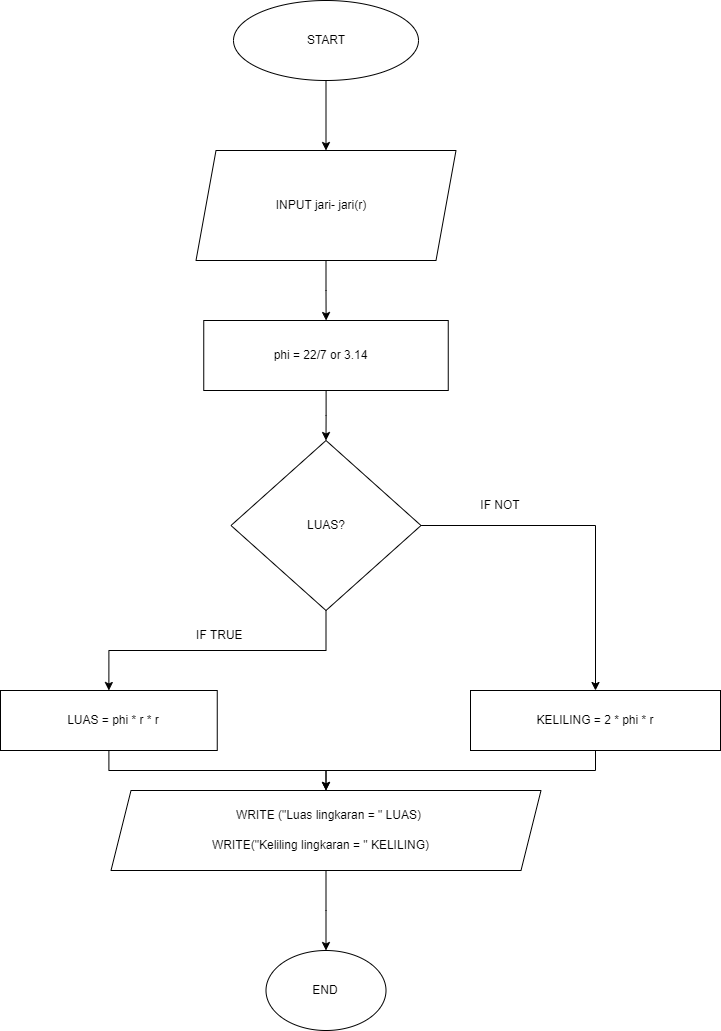 START
INPUT jari- jari(r)
phi = 22/7 or 3.14
LUAS?
IF NOT
IF TRUE
LUAS = phi * r * r
KELILING = 2 * phi * r
WRITE ("Luas lingkaran = " LUAS)
WRITE("Keliling lingkaran = " KELILING)
END